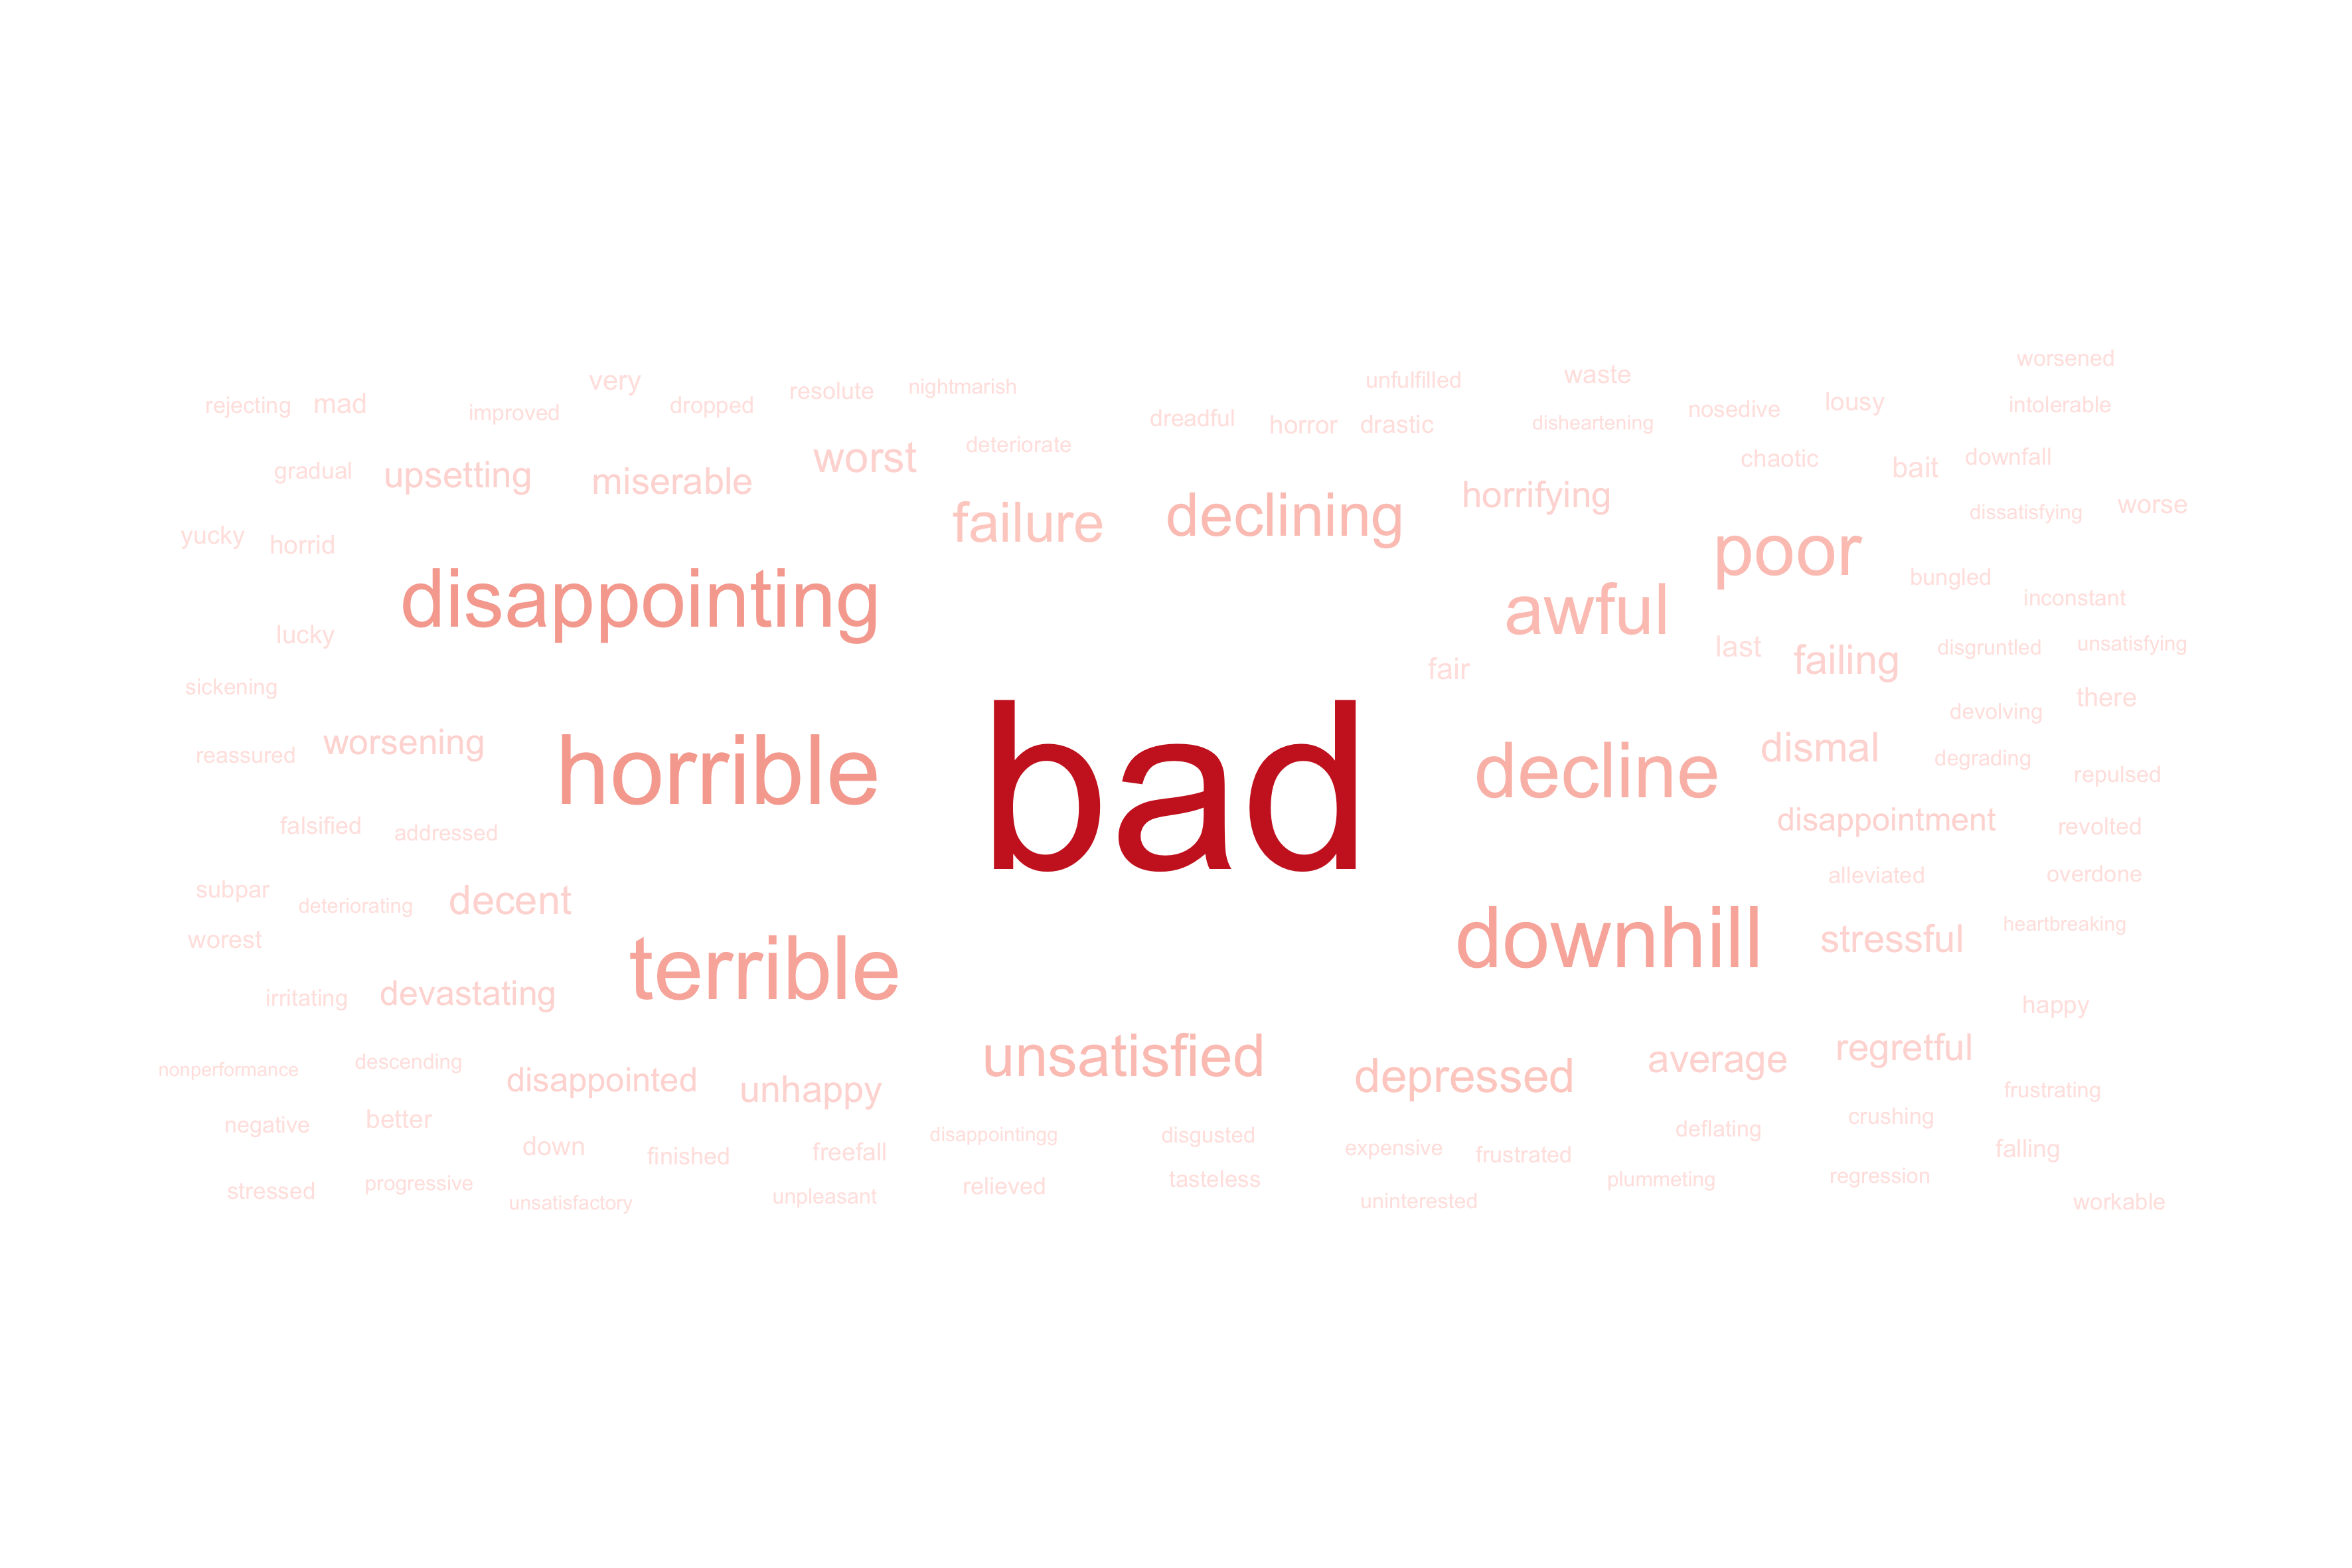 worsened
waste
very
unfulfilled
nightmarish
resolute
lousy
mad
rejecting
dropped
intolerable
nosedive
improved
dreadful
disheartening
horror
drastic
deteriorate
worst
downfall
chaotic
bait
gradual
upsetting
miserable
horrifying
worse
dissatisfying
declining
failure
yucky
horrid
poor
bungled
inconstant
disappointing
awful
lucky
unsatisfying
last
disgruntled
failing
fair
sickening
there
devolving
worsening
dismal
reassured
degrading
horrible
bad
decline
repulsed
disappointment
falsified
revolted
addressed
overdone
alleviated
subpar
decent
deteriorating
heartbreaking
worest
downhill
stressful
terrible
devastating
irritating
happy
regretful
unsatisfied
average
descending
nonperformance
depressed
disappointed
unhappy
frustrating
crushing
better
negative
deflating
disappointingg
disgusted
down
expensive
falling
freefall
frustrated
finished
regression
tasteless
plummeting
progressive
relieved
stressed
unpleasant
uninterested
unsatisfactory
workable